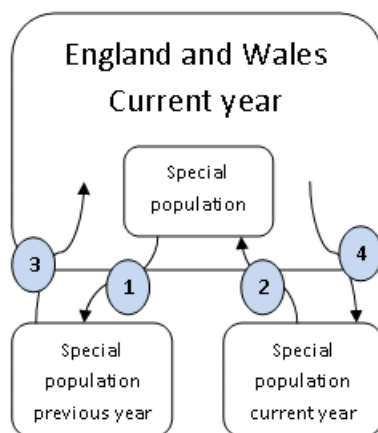 England and Wales
Current year
Special
population
3
4
1
2
Special
population
previous year
Special
population
current year